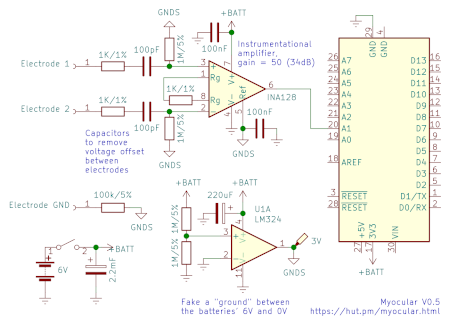 GNDS
+BATT
100nF
Instrumentational
amplifier,
gain = 50 (34dB)
Electrode 1
1
1K/1%
100pF
1M/5%
3
+
7
V+
1
Rg
1K/1%
8
Rg
2
-
Ref
V-
4
5
6
INA128
Electrode 2
1
1K/1%
100pF
1M/5%
GNDS
100nF
GNDS
Capacitors
to remove
voltage offset
between
electrodes
Electrode GND
1
100k/5%
GNDS
29
4
GND
GND
26 A7
25 A6
24 A5
23 A4
22 A3
21 A2
20 A1
19 A0
18 AREF
3 RESET
28 RESET
D13 16
D12 15
D11 14
D10 13
D9 12
D8 11
D7 10
D6 9
D5 8
D4 7
D3 6
D2 5
D1/TX 1
D0/RX 2
+5V
3V3
VIN
27
17
30
+BATT
+BATT
1M/5%
1M/5%
220uF
+BATT
U1A
LM324
4
3
+
2
-
11
1
3V
GNDS
6V
+BATT
2.2mF
Fake a "ground" between
the batteries' 6V and 0V
Myocular V0.5
https://hut.pm/myocular.html